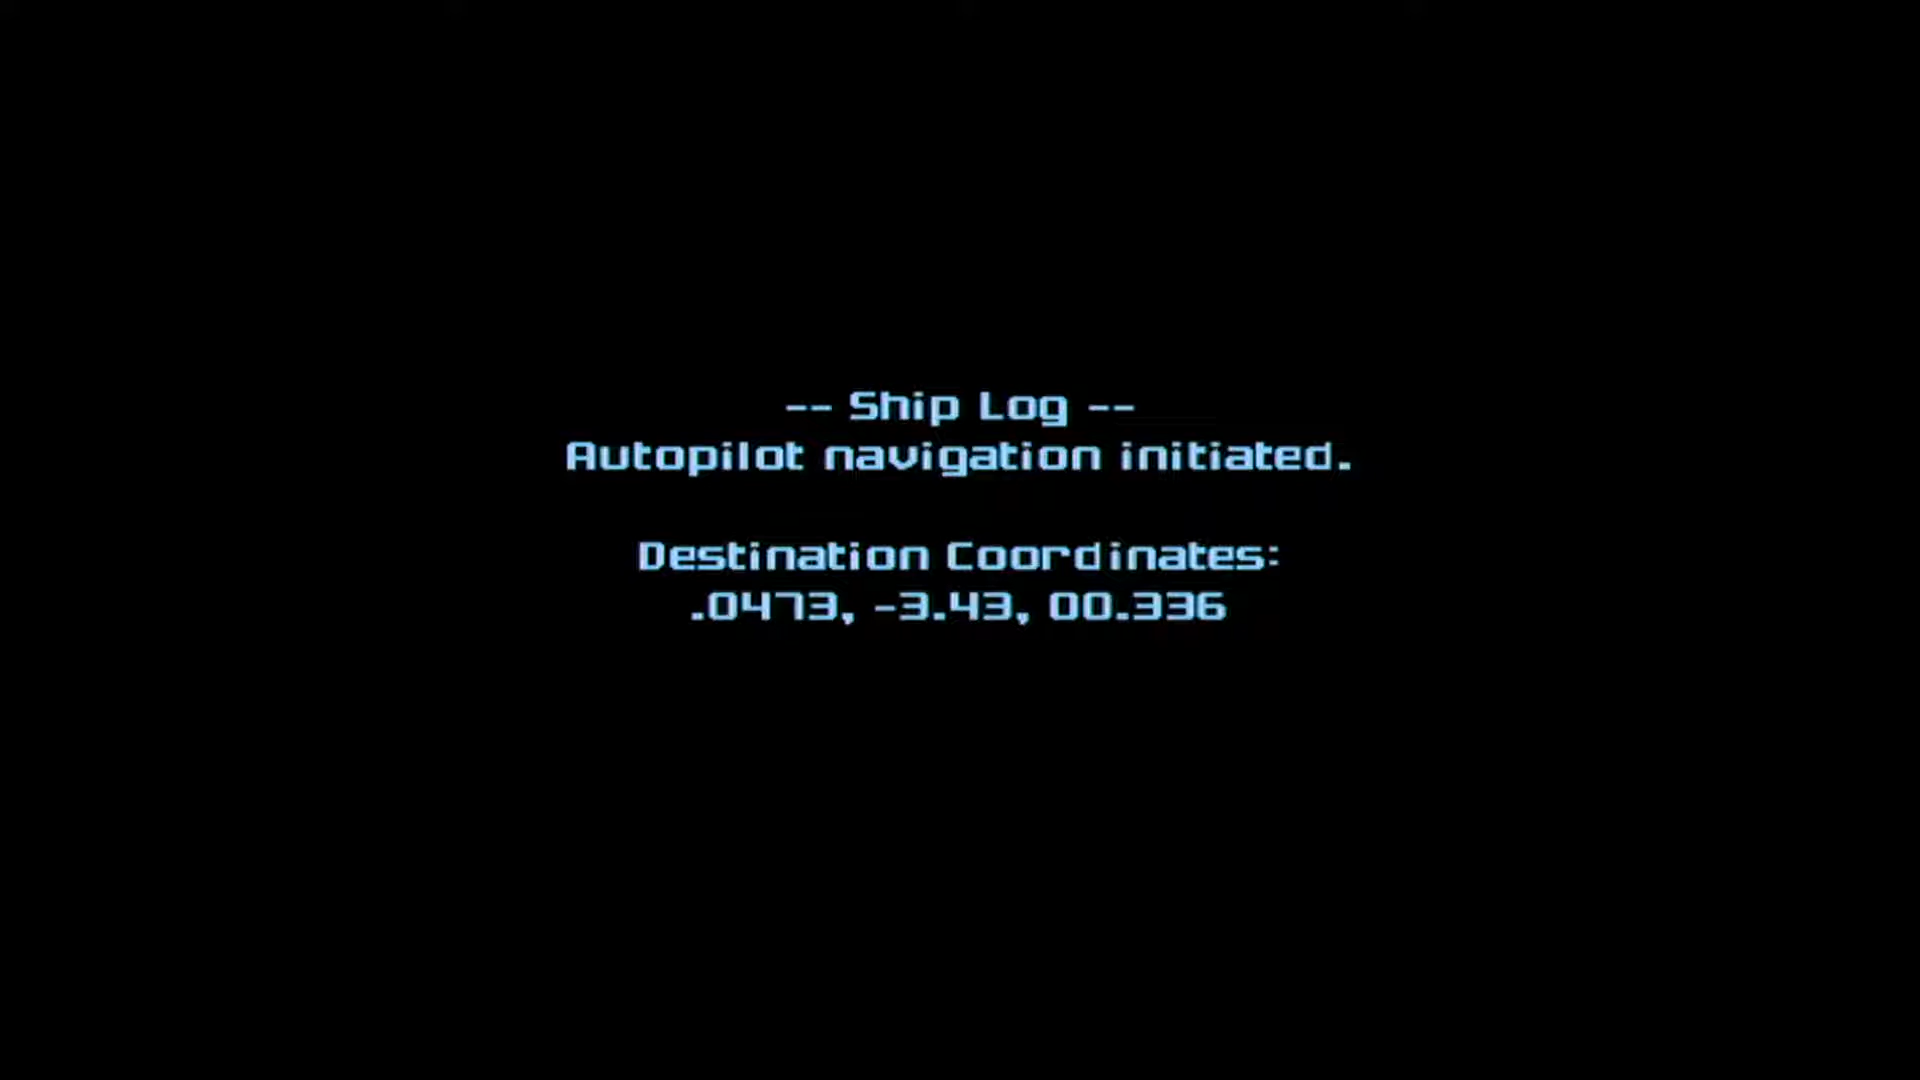 -- Ship Log --
Autopilot navigation initiated.
Destination Coordinates:
.0473, -3.43, 00.336